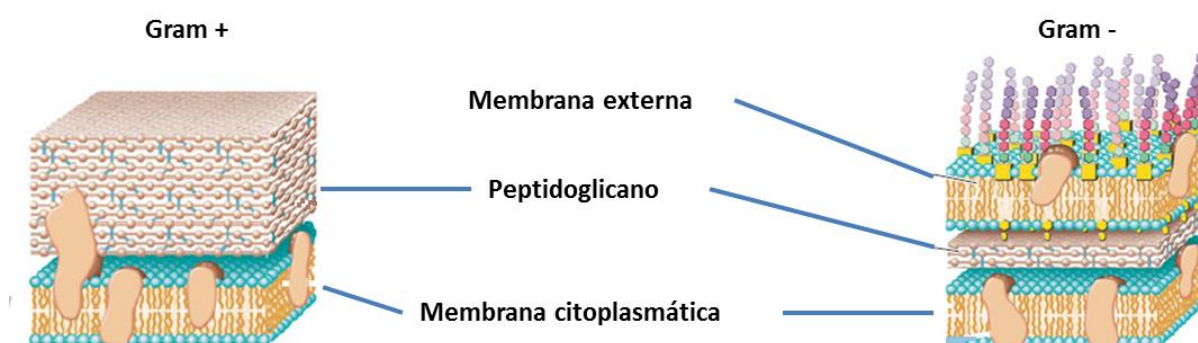 Gram +
Gram -
Membrana externa
Peptidoglicano
Membrana citoplasmática